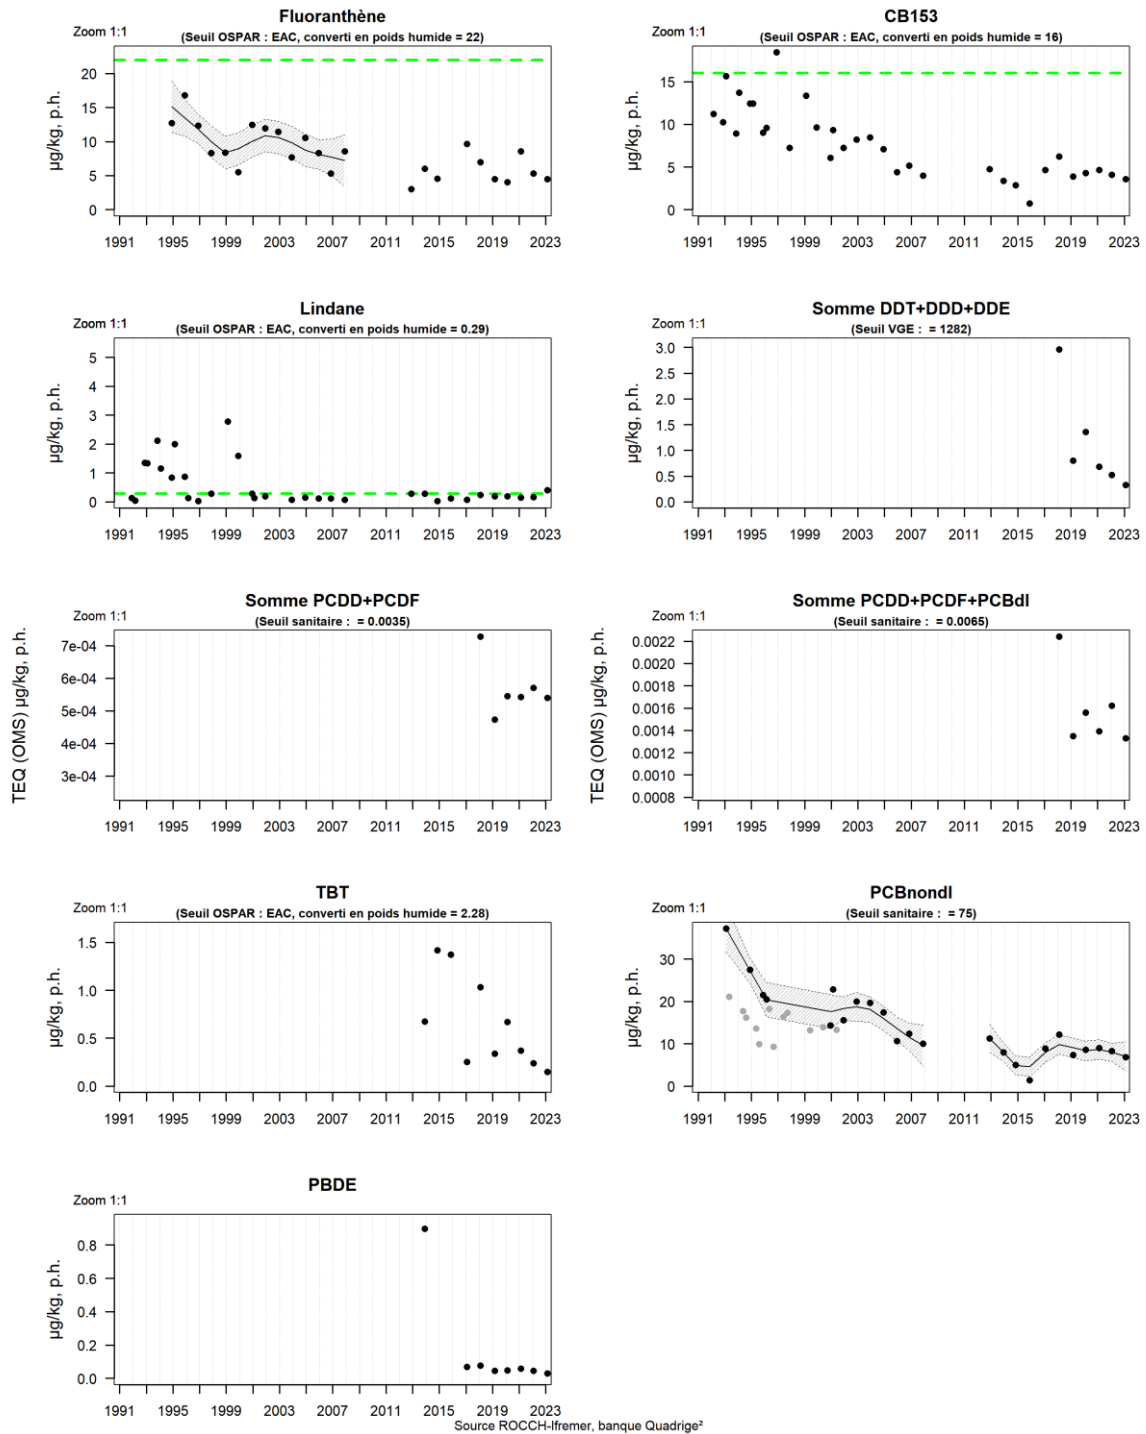 Fluoranthène
Zoom 1:1
(Seuil OSPAR : EAC, converti en poids humide = 22)
µg/kg, p.h.
20
15
10
5
0
1991 1995 1999 2003 2007 2011 2015 2019 2023
CB153
Zoom 1:1
(Seuil OSPAR : EAC, converti en poids humide = 16)
µg/kg, p.h.
15
10
5
0
1991 1995 1999 2003 2007 2011 2015 2019 2023
Lindane
Zoom 1:1
(Seuil OSPAR : EAC, converti en poids humide = 0.29)
µg/kg, p.h.
5
4
3
2
1
0
1991 1995 1999 2003 2007 2011 2015 2019 2023
Somme DDT+DDD+DDE
Zoom 1:1
(Seuil VGE : = 1282)
µg/kg, p.h.
3.0
2.5
2.0
1.5
1.0
0.5
0.0
1991 1995 1999 2003 2007 2011 2015 2019 2023
Somme PCDD+PCDF
Zoom 1:1
(Seuil sanitaire : = 0.0035)
TEQ (OMS) µg/kg, p.h.
7e-04
6e-04
5e-04
4e-04
3e-04
1991 1995 1999 2003 2007 2011 2015 2019 2023
Somme PCDD+PCDF+PCBdl
Zoom 1:1
(Seuil sanitaire : = 0.0065)
TEQ (OMS) µg/kg, p.h.
0.0022
0.0020
0.0018
0.0016
0.0014
0.0012
0.0010
0.0008
1991 1995 1999 2003 2007 2011 2015 2019 2023
TBT
Zoom 1:1
(Seuil OSPAR : EAC, converti en poids humide = 2.28)
µg/kg, p.h.
1.5
1.0
0.5
0.0
1991 1995 1999 2003 2007 2011 2015 2019 2023
PCBnondl
Zoom 1:1
(Seuil sanitaire : = 75)
µg/kg, p.h.
30
20
10
0
1991 1995 1999 2003 2007 2011 2015 2019 2023
PBDE
Zoom 1:1
µg/kg, p.h.
0.8
0.6
0.4
0.2
0.0
1991 1995 1999 2003 2007 2011 2015 2019 2023
Source ROCCH-Ifremer, banque Quadrige²